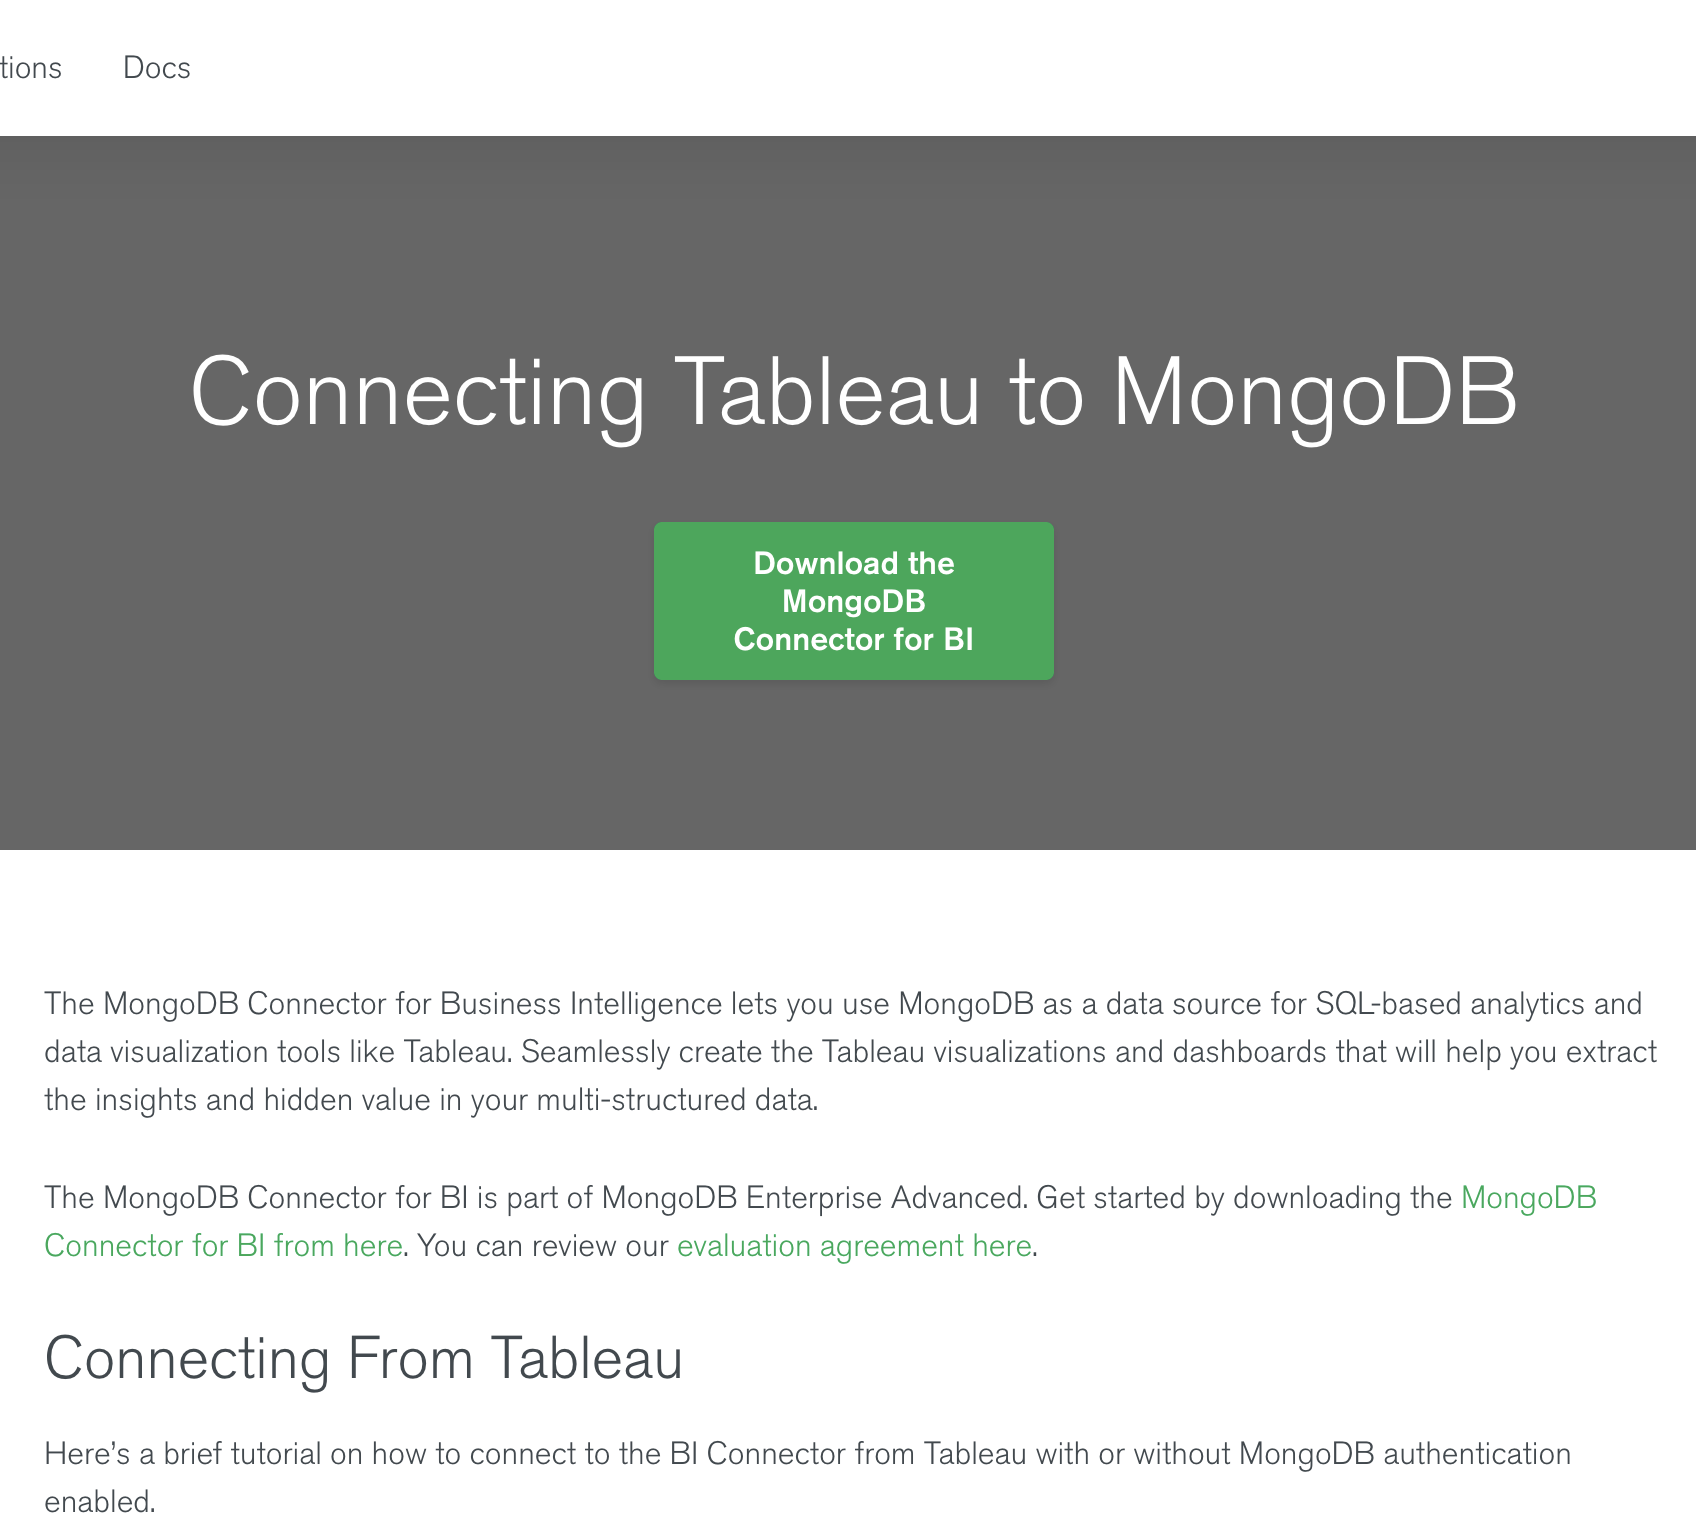 tions Docs
Connecting Tableau to MongoDB
Download the
MongoDB
Connector for BI
The MongoDB Connector for Business Intelligence lets you use MongoDB as a data source for SQL-based analytics and
data visualization tools like Tableau. Seamlessly create the Tableau visualizations and dashboards that will help you extract
the insights and hidden value in your multi-structured data.
The MongoDB Connector for BI is part of MongoDB Enterprise Advanced. Get started by downloading the MongoDB
Connector for BI from here. You can review our evaluation agreement here.
Connecting From Tableau
Here's a brief tutorial on how to connect to the BI Connector from Tableau with or without MongoDB authentication
enabled.